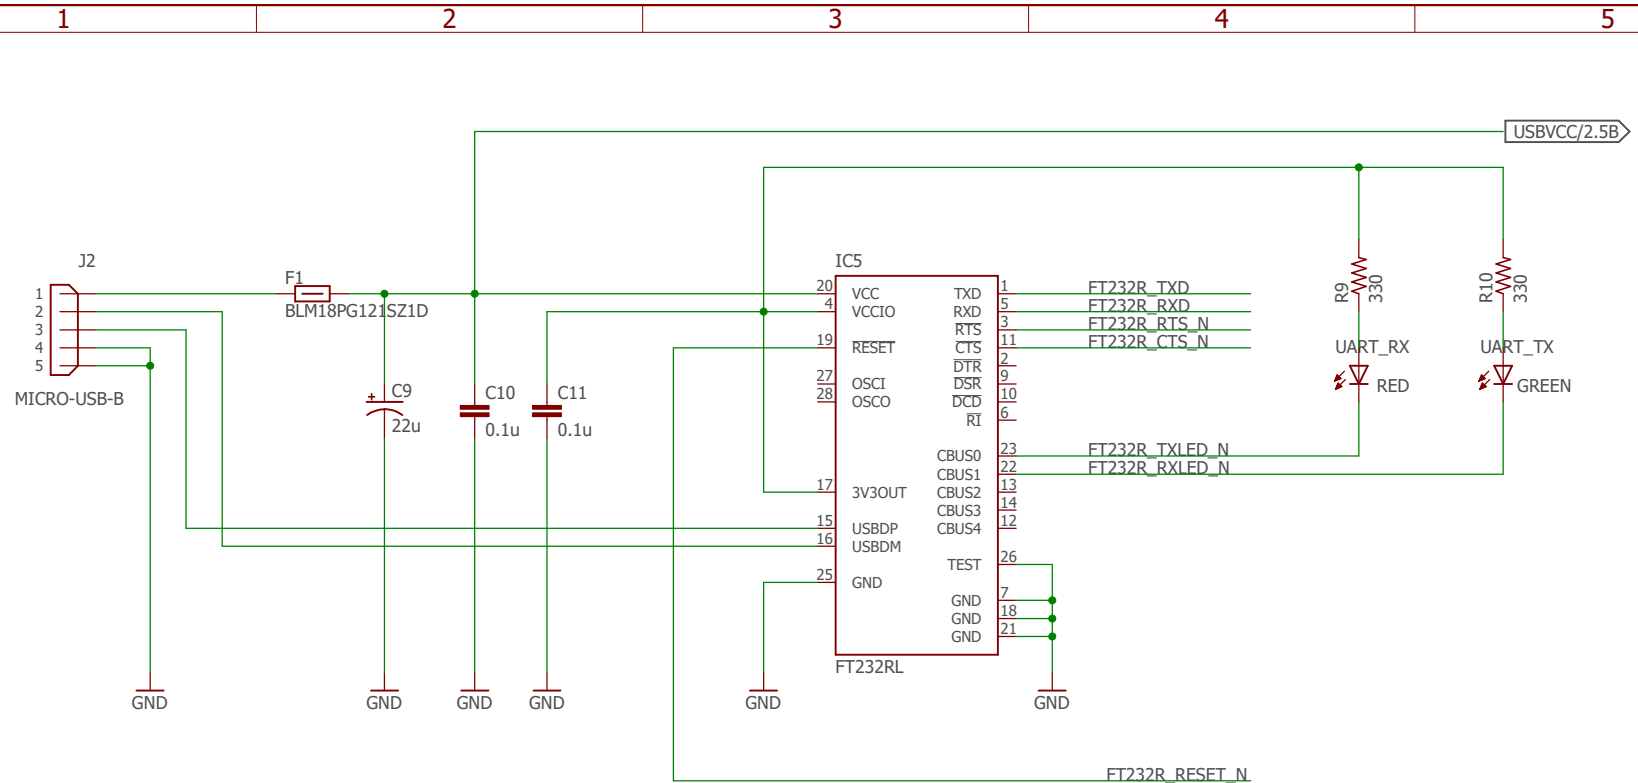 1 2 3 4 5
USBVCC/2.5B
J2
1
2
3
4
5
MICRO-USB-B
F1
BLM18PG121SZ1D
C9
22u
C10
0.1u
C11
0.1u
IC5
20 VCC
4 VCCIO
19 RESET
27 OSCI
28 OSCO
17 3V3OUT
15 USBDP
16 USBDM
25 GND
TXD 1 FT232R_TXD
RXD 5 FT232R_RXD
RTS 3 FT232R_RTS_N
CTS 11 FT232R_CTS_N
DTR 2
DSR 9
DCD 10
RI 6
CBUS0 23 FT232R_TXLED_N
CBUS1 22 FT232R_RXLED_N
CBUS2 13
CBUS3 14
CBUS4 12
TEST 26
GND 7
GND 18
GND 21
FT232RL
R9
330
R10
330
UART_RX
RED
UART_TX
GREEN
GND GND GND GND GND GND
FT232R_RESET_N